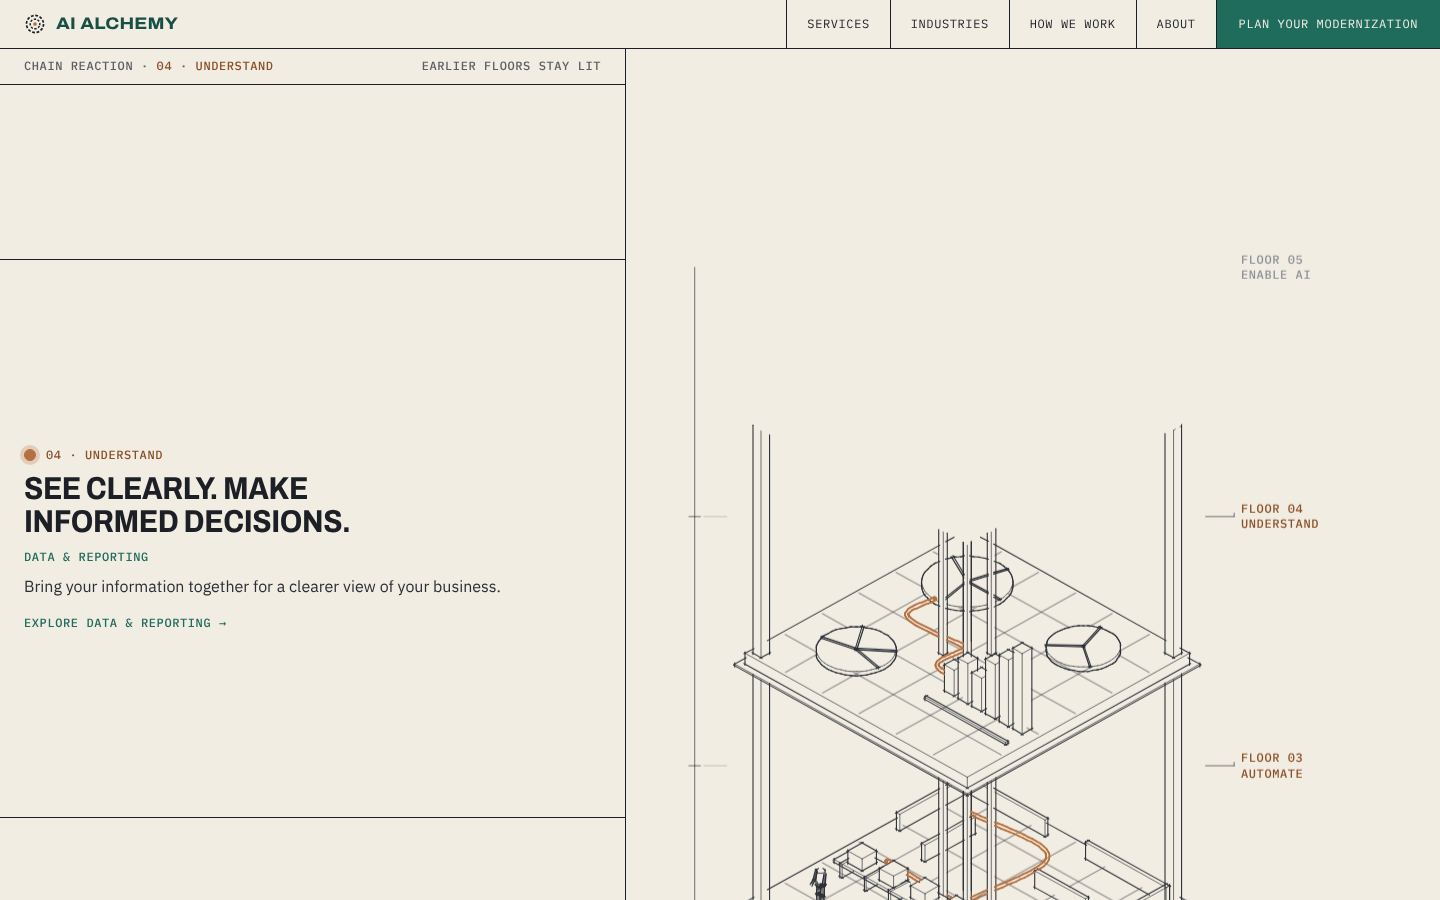 AI ALCHEMY
SERVICES
INDUSTRIES
HOW WE WORK
ABOUT
PLAN YOUR MODERNIZATION
CHAIN REACTION · 04 · UNDERSTAND
EARLIER FLOORS STAY LIT
04 · UNDERSTAND
SEE CLEARLY. MAKE
INFORMED DECISIONS.
DATA & REPORTING
Bring your information together for a clearer view of your business.
EXPLORE DATA & REPORTING →
FLOOR 05
ENABLE AI
FLOOR 04
UNDERSTAND
FLOOR 03
AUTOMATE